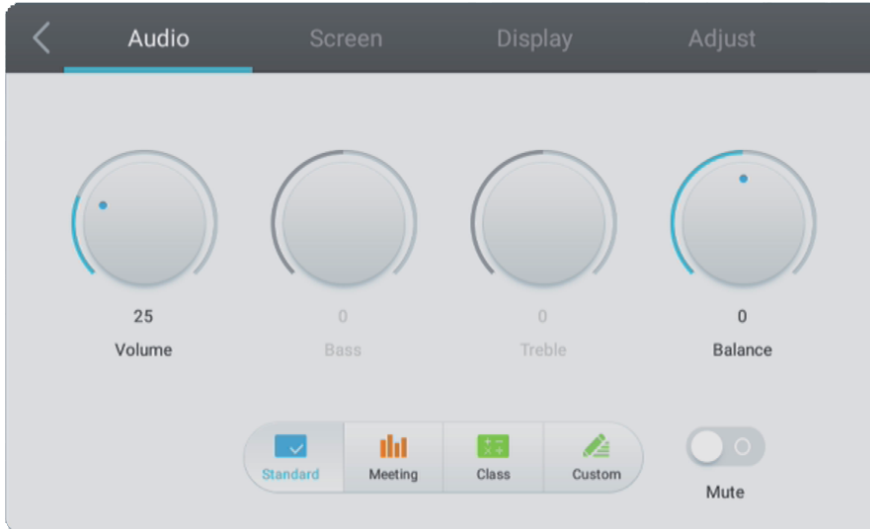 Audio Screen Display Adjust
25 0 0 0
Volume Bass Treble Balance
Standard Meeting Class Custom
Mute